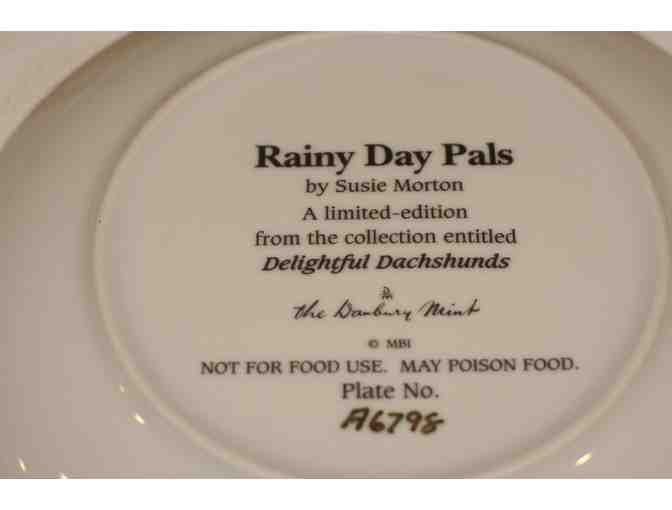 Rainy Day Pals
by Susie Morton
A limited-edition
from the collection entitled
Delightful Dachshunds
the Danbury Mint
© MBI
NOT FOR FOOD USE. MAY POISON FOOD.
Plate No.
A6798